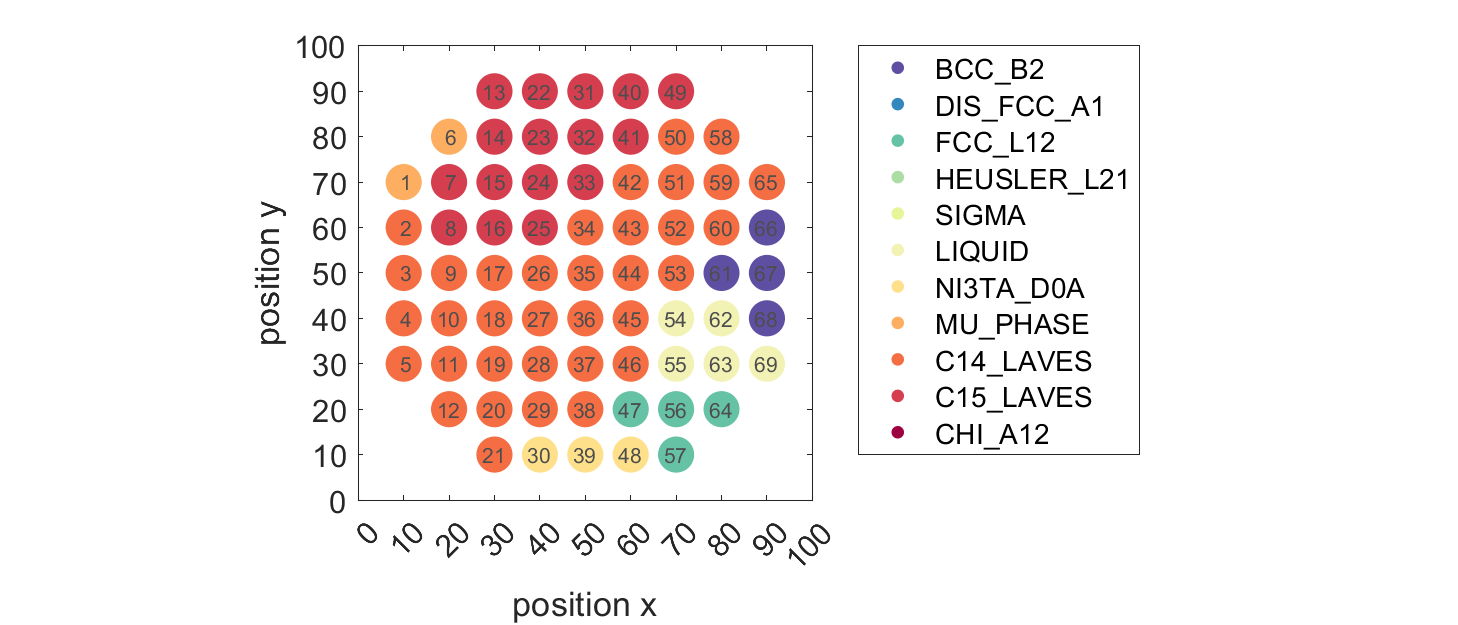 100
90
80
70
60
50
40
30
20
10
0
position y
13 22 31 40 49
6 14 23 32 41 50 58
1 7 15 24 33 42 51 59 65
2 8 16 25 34 43 52 60 66
3 9 17 26 35 44 53 61 67
4 10 18 27 36 45 54 62 68
5 11 19 28 37 46 55 63 69
12 20 29 38 47 56 64
21 30 39 48 57
0 10 20 30 40 50 60 70 80 90 100
position x
BCC_B2
DIS_FCC_A1
FCC_L12
HEUSLER_L21
SIGMA
LIQUID
NI3TA_D0A
MU_PHASE
C14_LAVES
C15_LAVES
CHI_A12